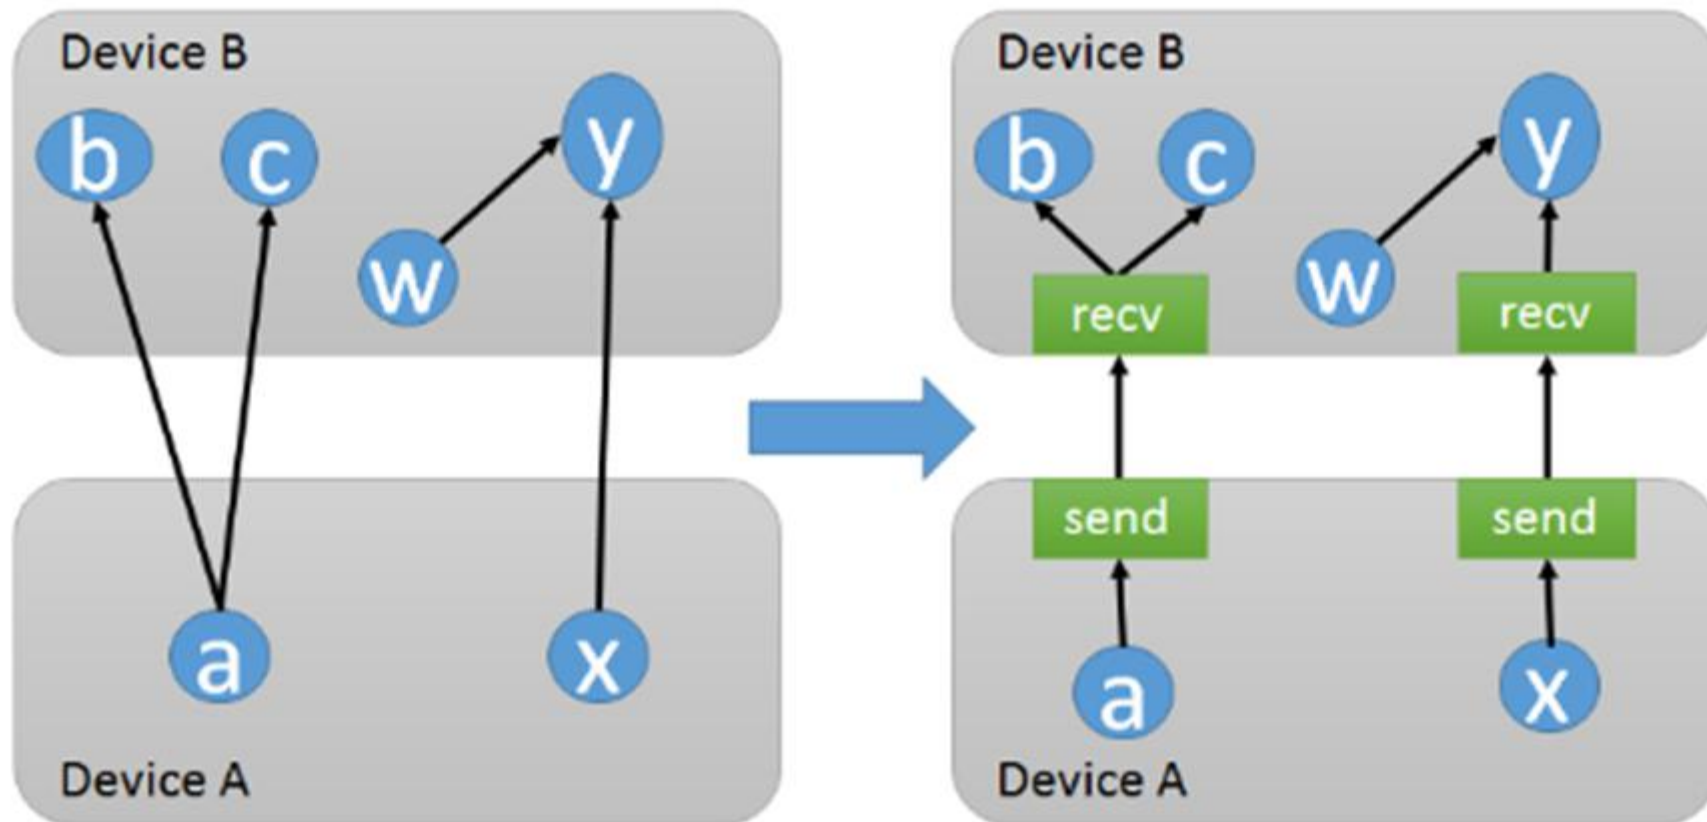 Device B
b
c
y
w
a
x
Device A
Device B
b
c
y
w
recv
recv
send
send
a
x
Device A